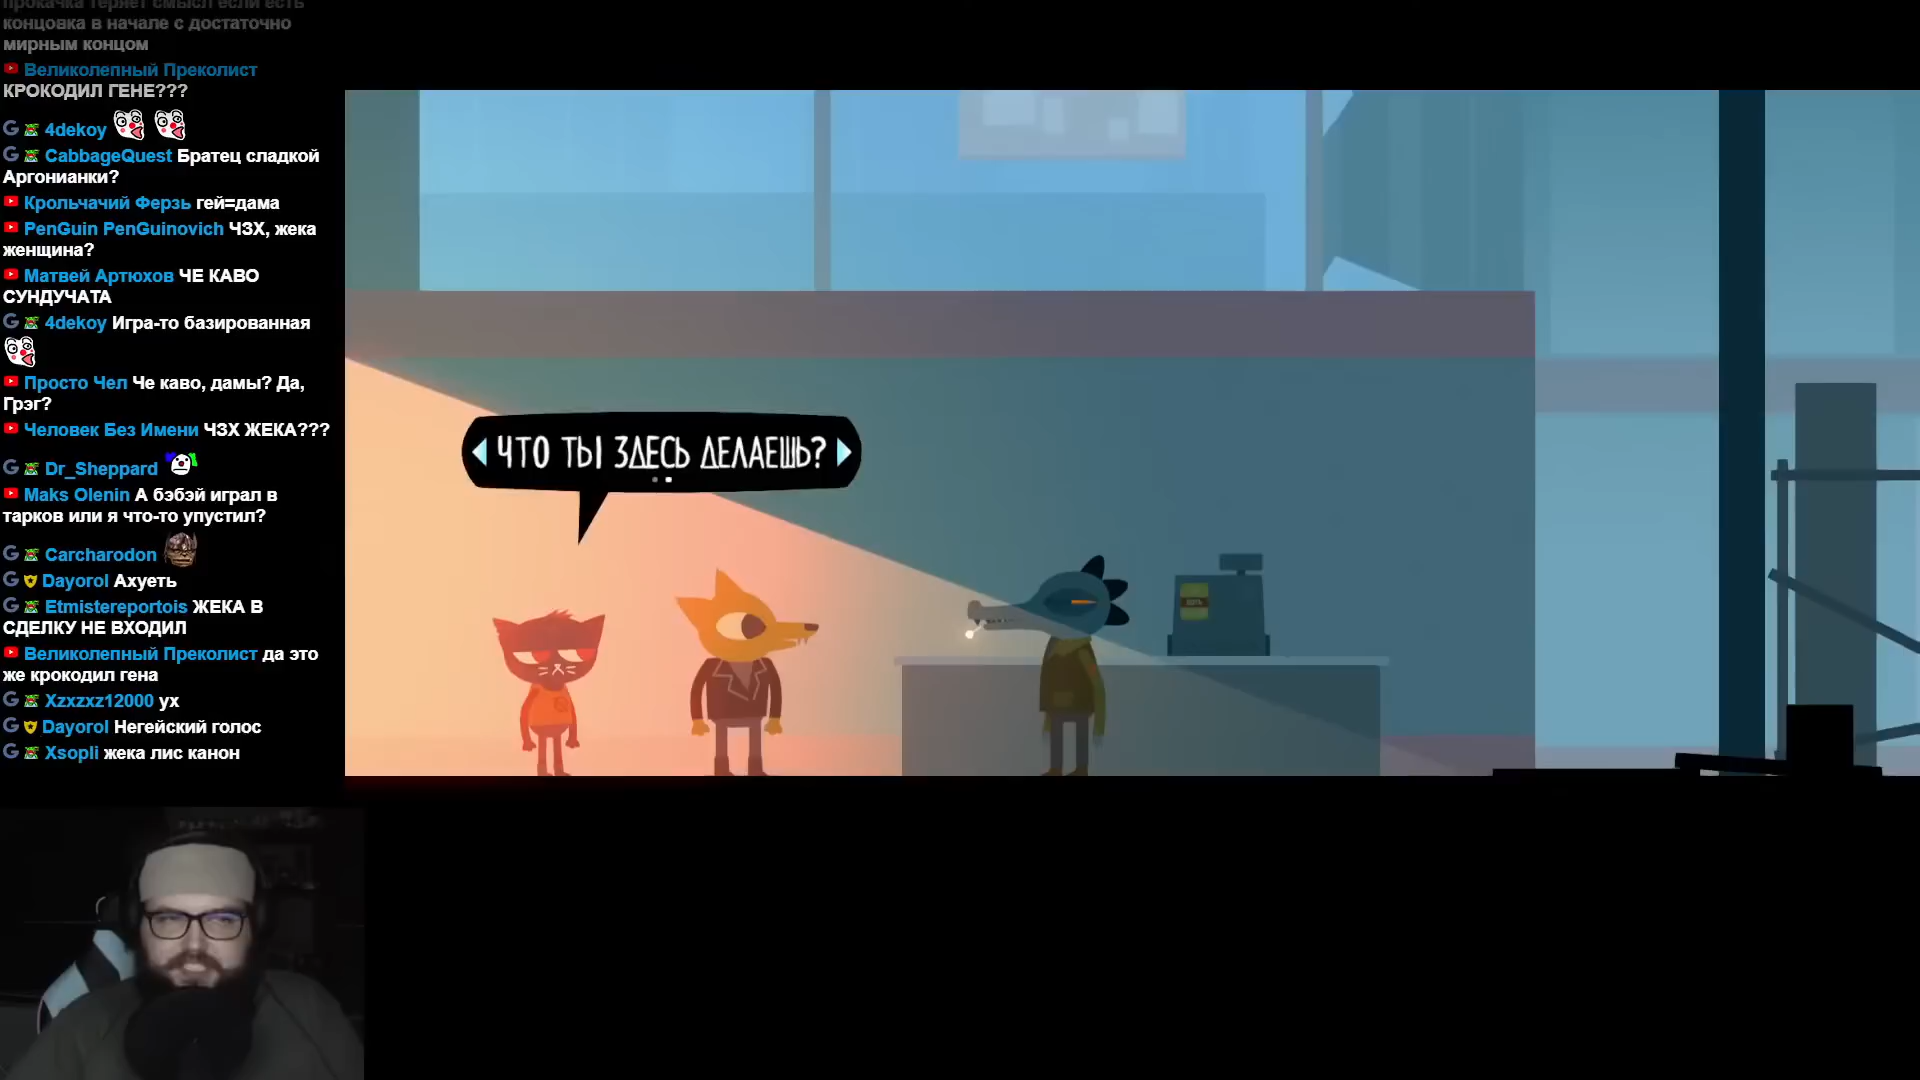 прокачка теряет смысл если есть
концовка в начале с достаточно
мирным концом
Великолепный Преколист
КРОКОДИЛ ГЕНЕ???
4dekoy
CabbageQuest Братец сладкой
Аргонианки?
Крольчачий Ферзь гей=дама
PenGuin PenGuinovich ЧЗХ, жека
женщина?
Матвей Артюхов ЧЕ КАВО
СУНДУЧАТА
4dekoy Игра-то базированная
Просто Чел Че каво, дамы? Да,
Грэг?
Человек Без Имени ЧЗХ ЖЕКА???
Dr_Sheppard
Maks Olenin А бэбэй играл в
тарков или я что-то упустил?
Carcharodon
Dayorol Ахуеть
Etmistereportois ЖЕКА В
СДЕЛКУ НЕ ВХОДИЛ
Великолепный Преколист да это
же крокодил гена
Xzxzxz12000 ух
Dayorol Негейский голос
Xsopli жека лис канон
ЧТО ТЫ ЗДЕСЬ ДЕЛАЕШЬ?